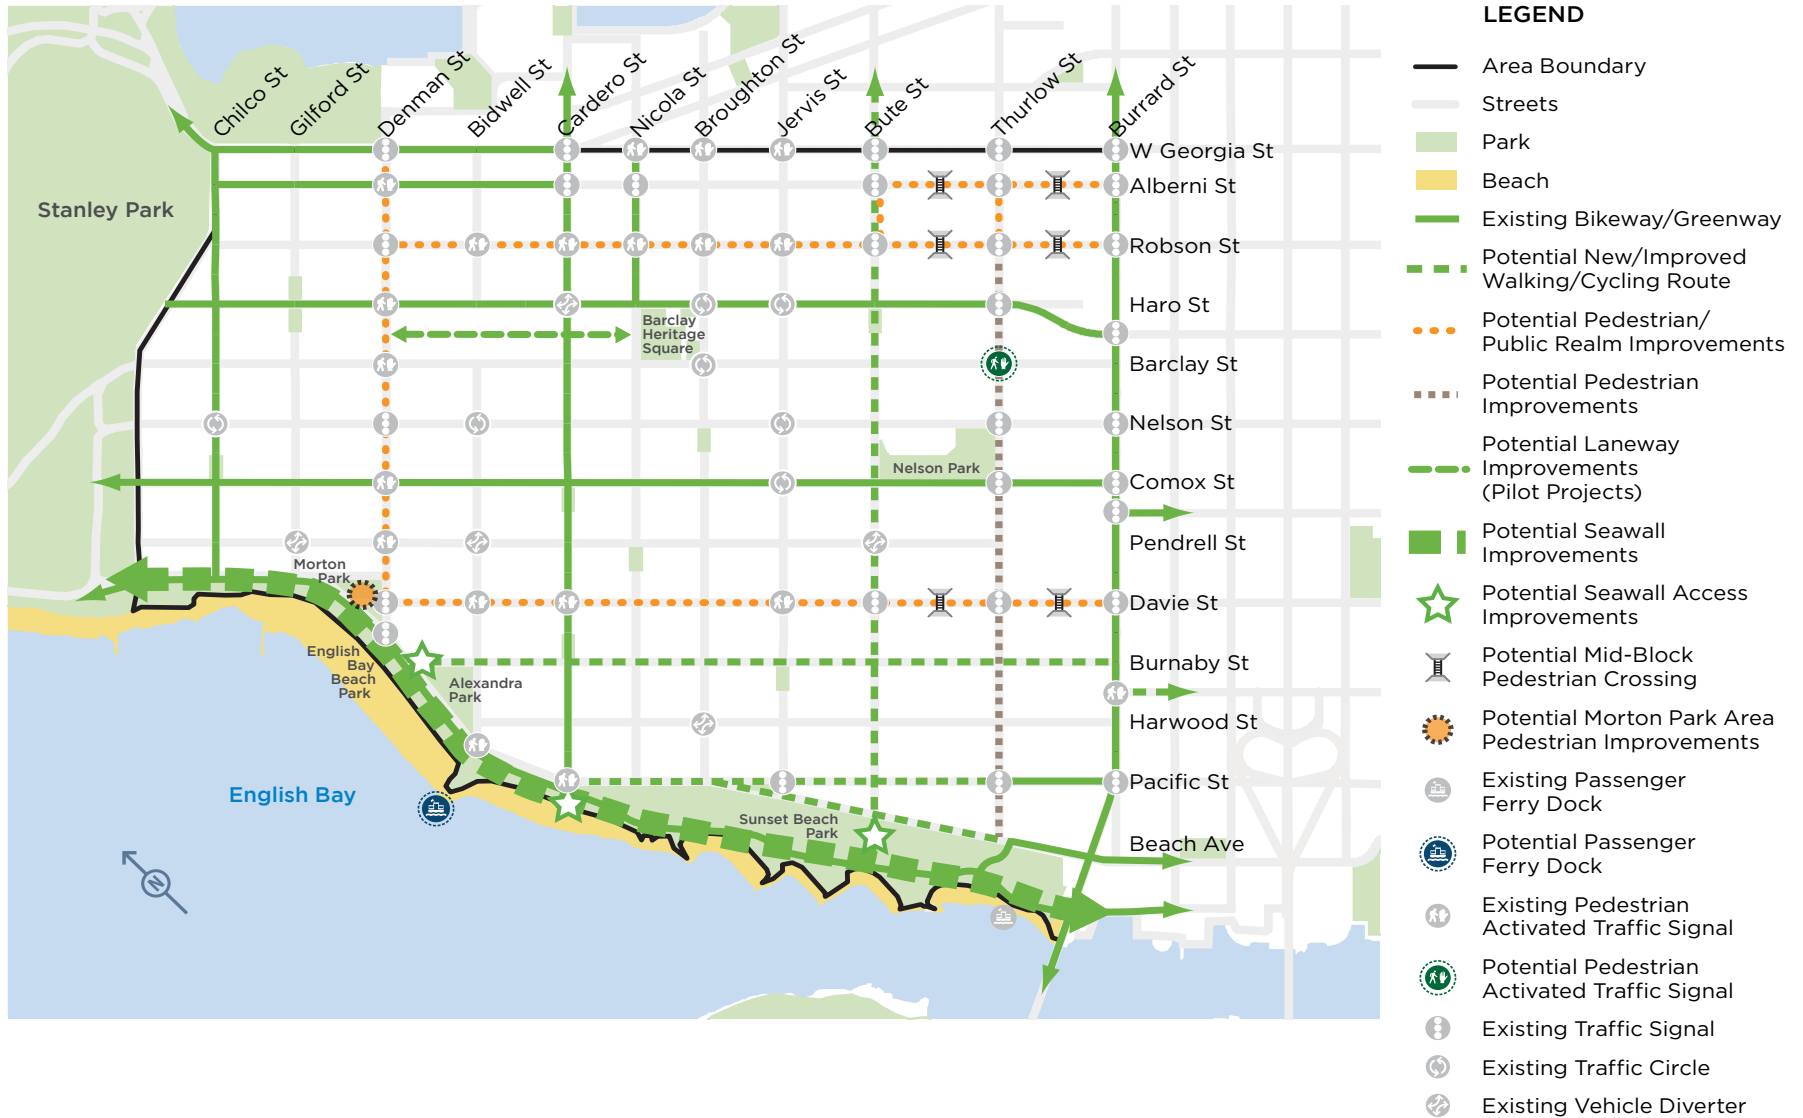 Chilco St
Gilford St
Denman St
Bidwell St
Cardero St
Nicola St
Broughton St
Jervis St
Bute St
Thurlow St
Burrard St
W Georgia St
Alberni St
Robson St
Haro St
Barclay St
Nelson St
Comox St
Pendrell St
Davie St
Burnaby St
Harwood St
Pacific St
Beach Ave
Stanley Park
Barclay
Heritage
Square
Nelson Park
Morton
Park
English
Bay
Beach
Park
Alexandra
Park
Sunset Beach
Park
English Bay
N
LEGEND
Area Boundary
Streets
Park
Beach
Existing Bikeway/Greenway
Potential New/Improved
Walking/Cycling Route
Potential Pedestrian/
Public Realm Improvements
Potential Pedestrian
Improvements
Potential Laneway
Improvements
(Pilot Projects)
Potential Seawall
Improvements
Potential Seawall Access
Improvements
Potential Mid-Block
Pedestrian Crossing
Potential Morton Park Area
Pedestrian Improvements
Existing Passenger
Ferry Dock
Potential Passenger
Ferry Dock
Existing Pedestrian
Activated Traffic Signal
Potential Pedestrian
Activated Traffic Signal
Existing Traffic Signal
Existing Traffic Circle
Existing Vehicle Diverter